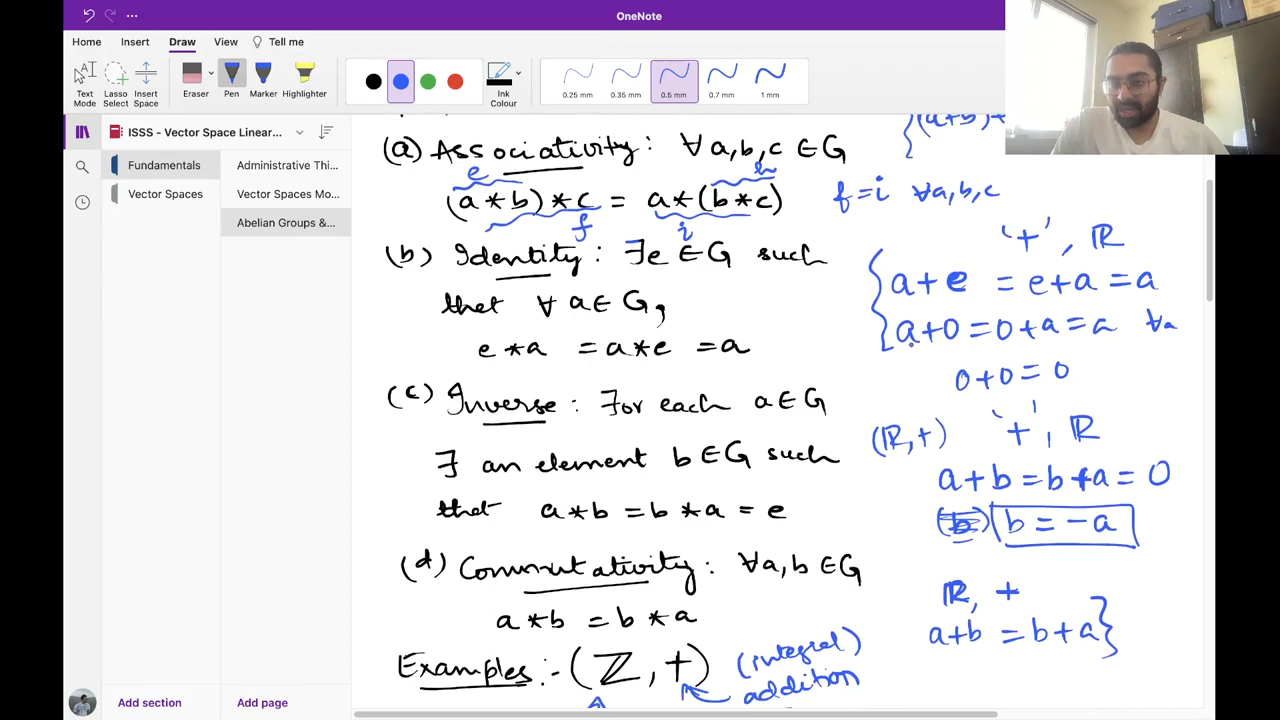 OneNote
Home Insert Draw View Tell me
Text Mode
Lasso Select
Insert Space
Eraser
Pen
Marker
Highlighter
0.25 mm
0.35 mm
0.5 mm
0.7 mm
1 mm
Ink Colour
ISSS - Vector Space Linear...
Fundamentals
Vector Spaces
Administrative Thi...
Vector Spaces Mo...
Abelian Groups &...
(a) Associativity : ∀a,b,c ∈G
e
(a*b)*c = a*(b*c)
f
i
(b) Identity : ∃e ∈G such
that ∀ a∈G,
e *a = a*e = a
(c) Inverse : For each a∈G
∃ an element b∈G such
that a*b = b*a = e
(d) Commutativity : ∀a,b ∈G
a*b = b*a
Examples :- (ℤ, +)
(integral)
addition
(a+b)+
f=i ∀a,b,c
'+', ℝ
a+e = e+a = a
a+0 = 0+a = a ∀a
0+0 = 0
(ℝ,+) '+', ℝ
a+b = b+a = 0
b = -a
ℝ, +
a+b = b+a
Add section
Add page